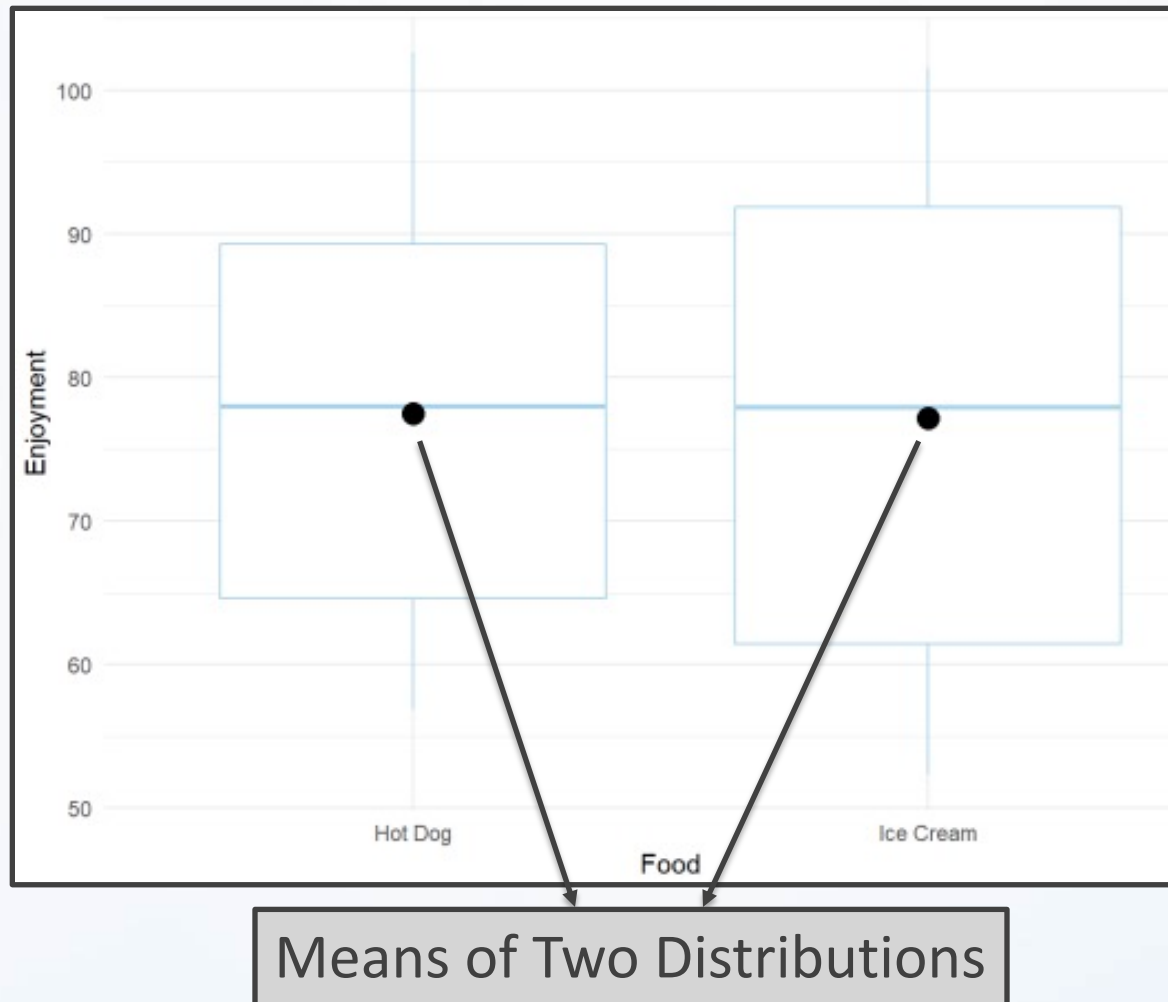 100
90
80
70
60
50
Enjoyment
Hot Dog
Ice Cream
Food
Means of Two Distributions